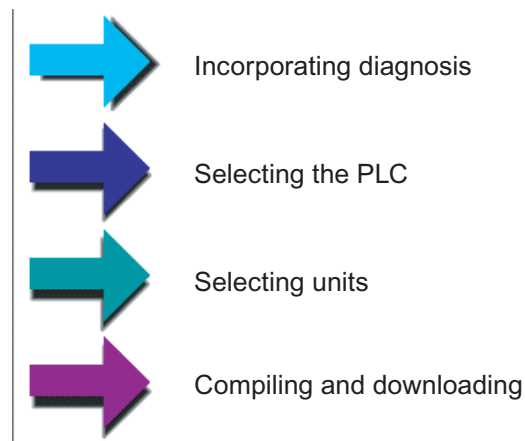 Incorporating diagnosis
Selecting the PLC
Selecting units
Compiling and downloading